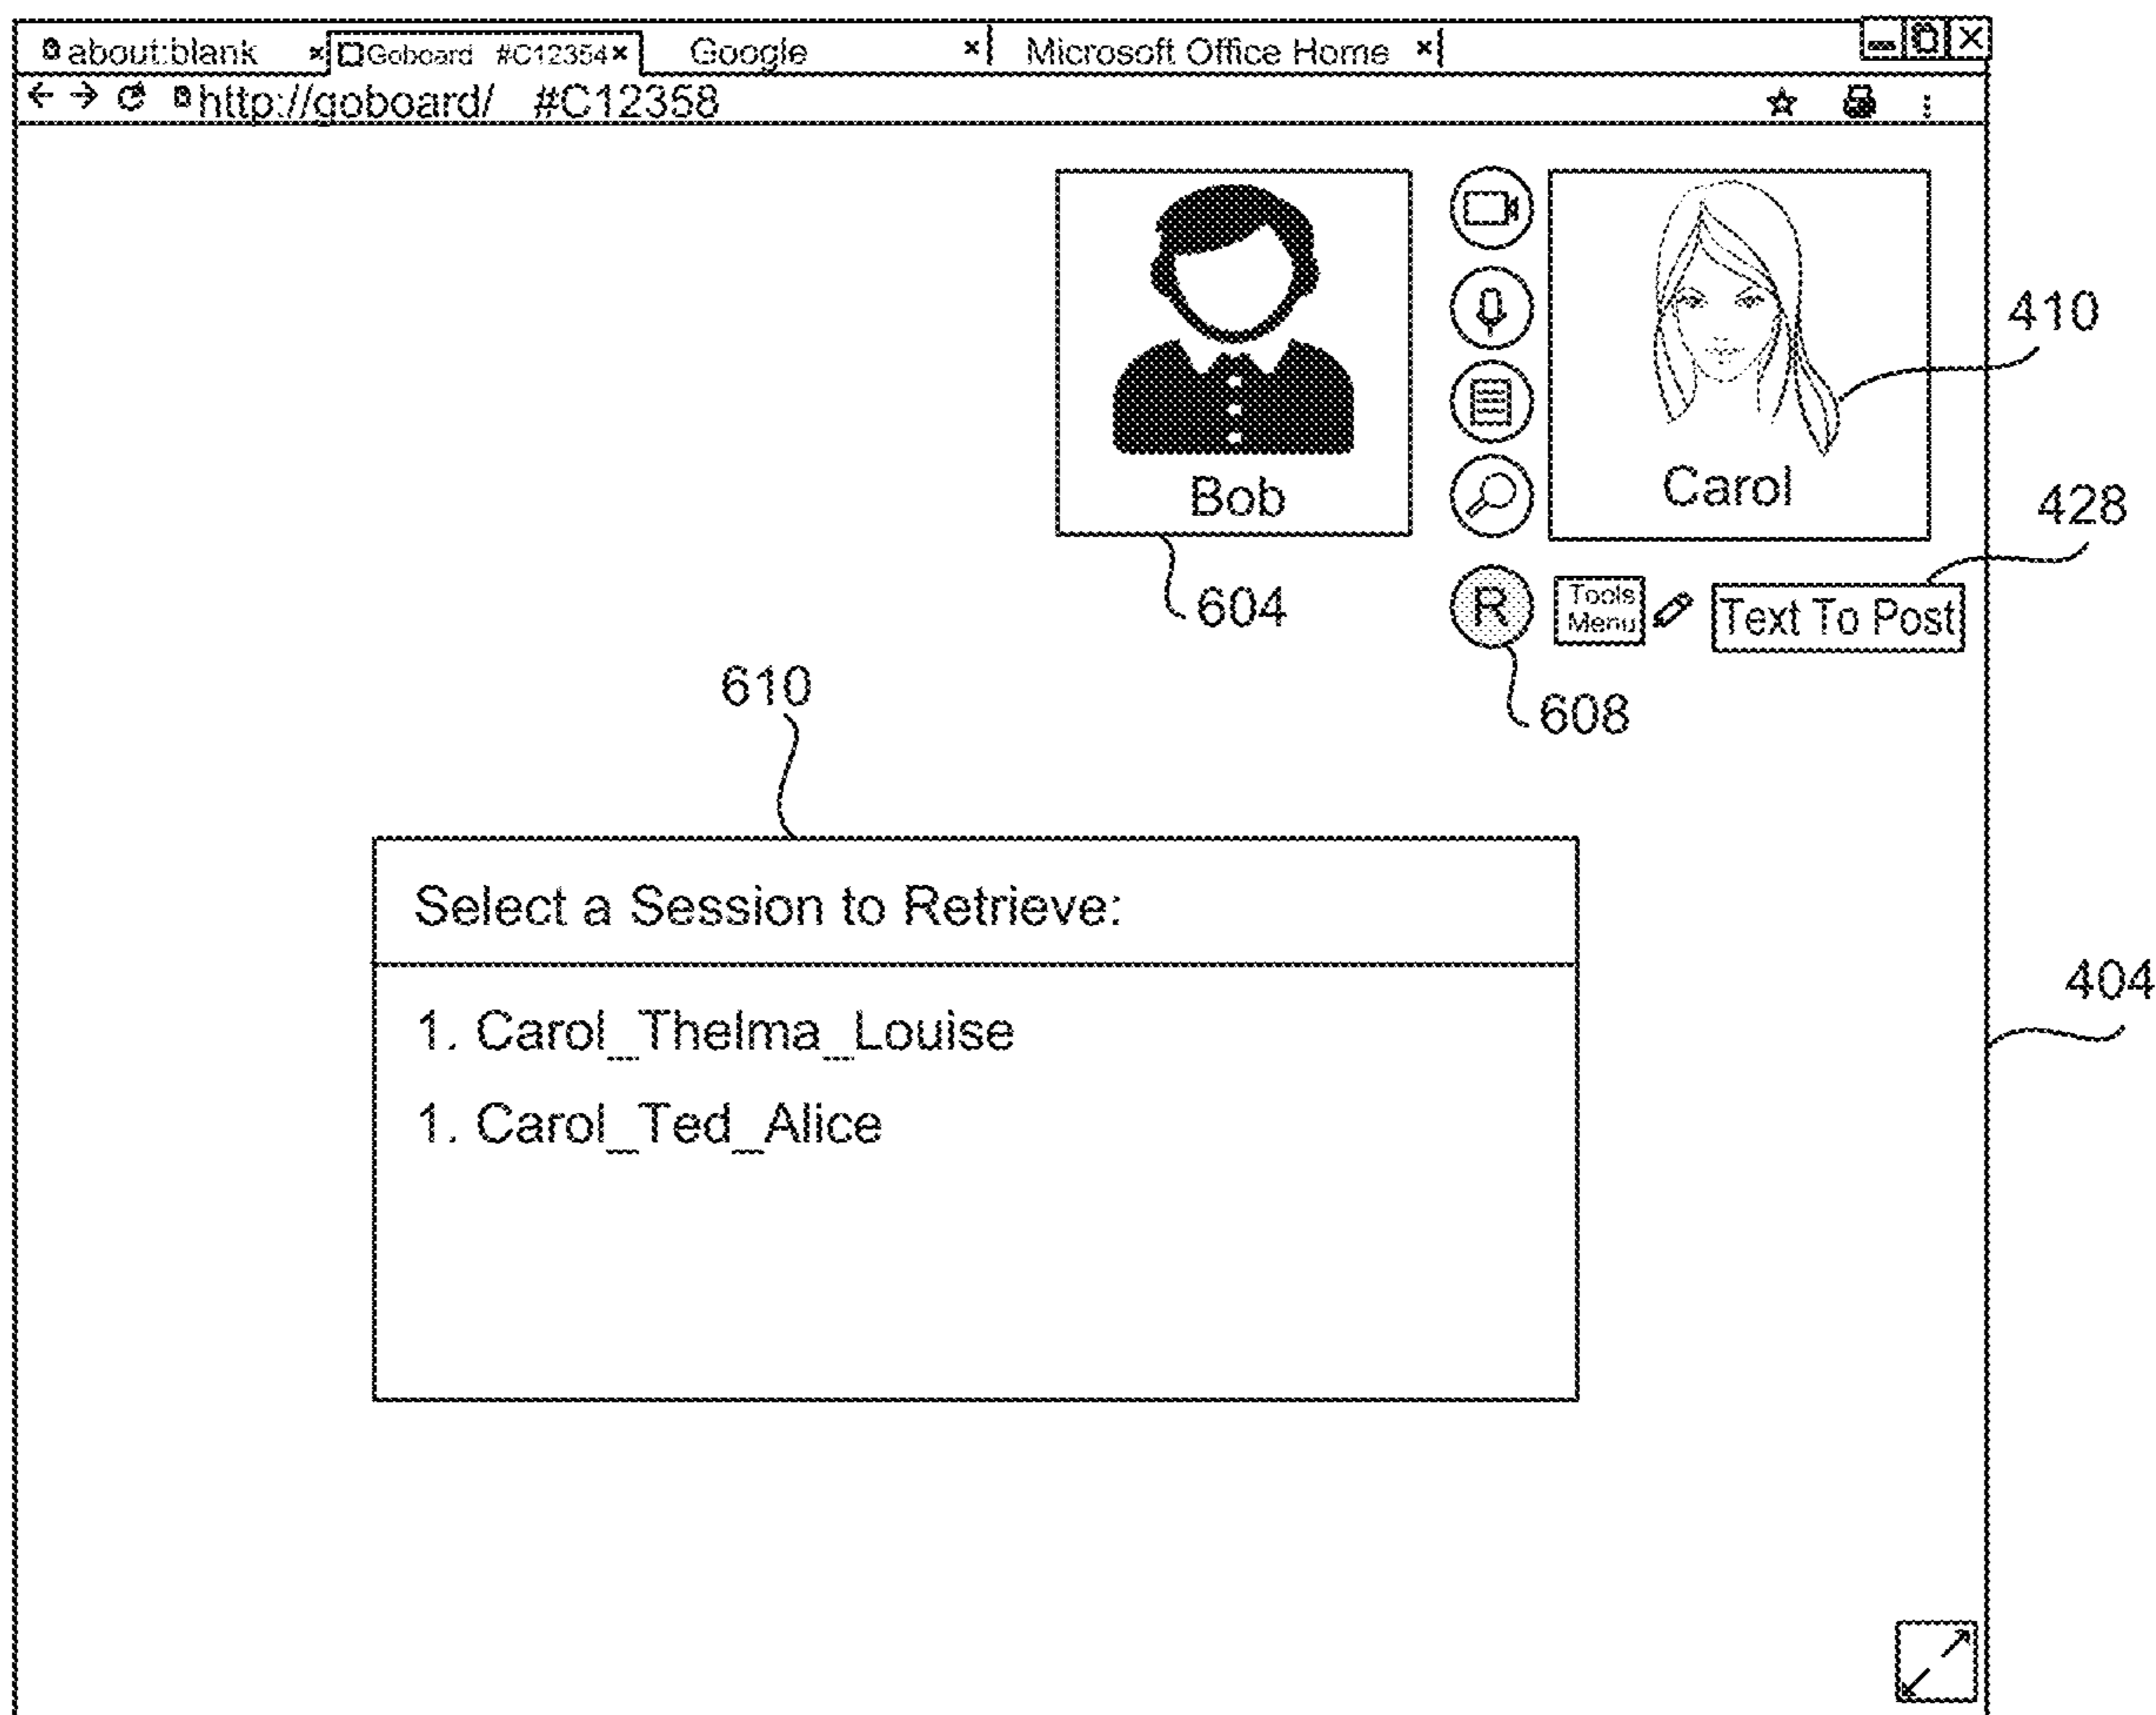 about:blank × Goboard #C12354 × Google × Microsoft Office Home ×
http://goboard/ #C12358
410
Bob
Carol
428
604
R
Tools
Menu
Text To Post
610
608
Select a Session to Retrieve:
404
1. Carol_Thelma_Louise
1. Carol_Ted_Alice